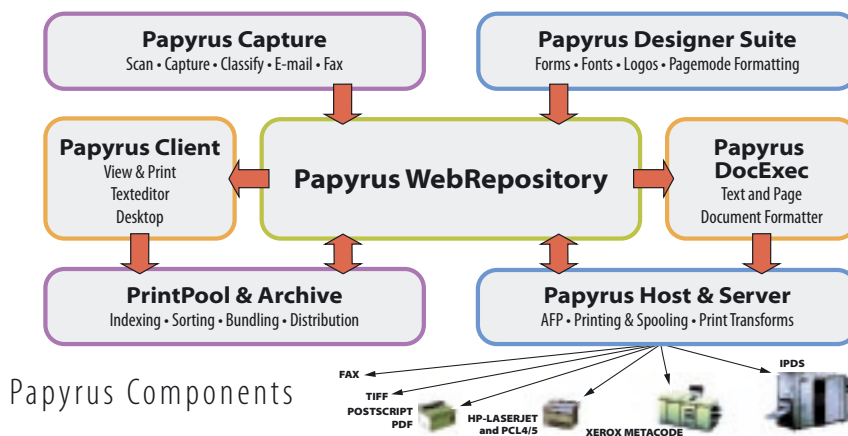 Papyrus Capture
Scan • Capture • Classify • E-mail • Fax
Papyrus Designer Suite
Forms • Fonts • Logos • Pagemode Formatting
Papyrus Client
View & Print
Texteditor
Desktop
Papyrus WebRepository
Papyrus
DocExec
Text and Page
Document Formatter
PrintPool & Archive
Indexing • Sorting • Bundling • Distribution
Papyrus Host & Server
AFP • Printing & Spooling • Print Transforms
Papyrus Components
FAX
TIFF
POSTSCRIPT
PDF
HP-LASERJET
and PCL4/5
XEROX METACODE
IPDS